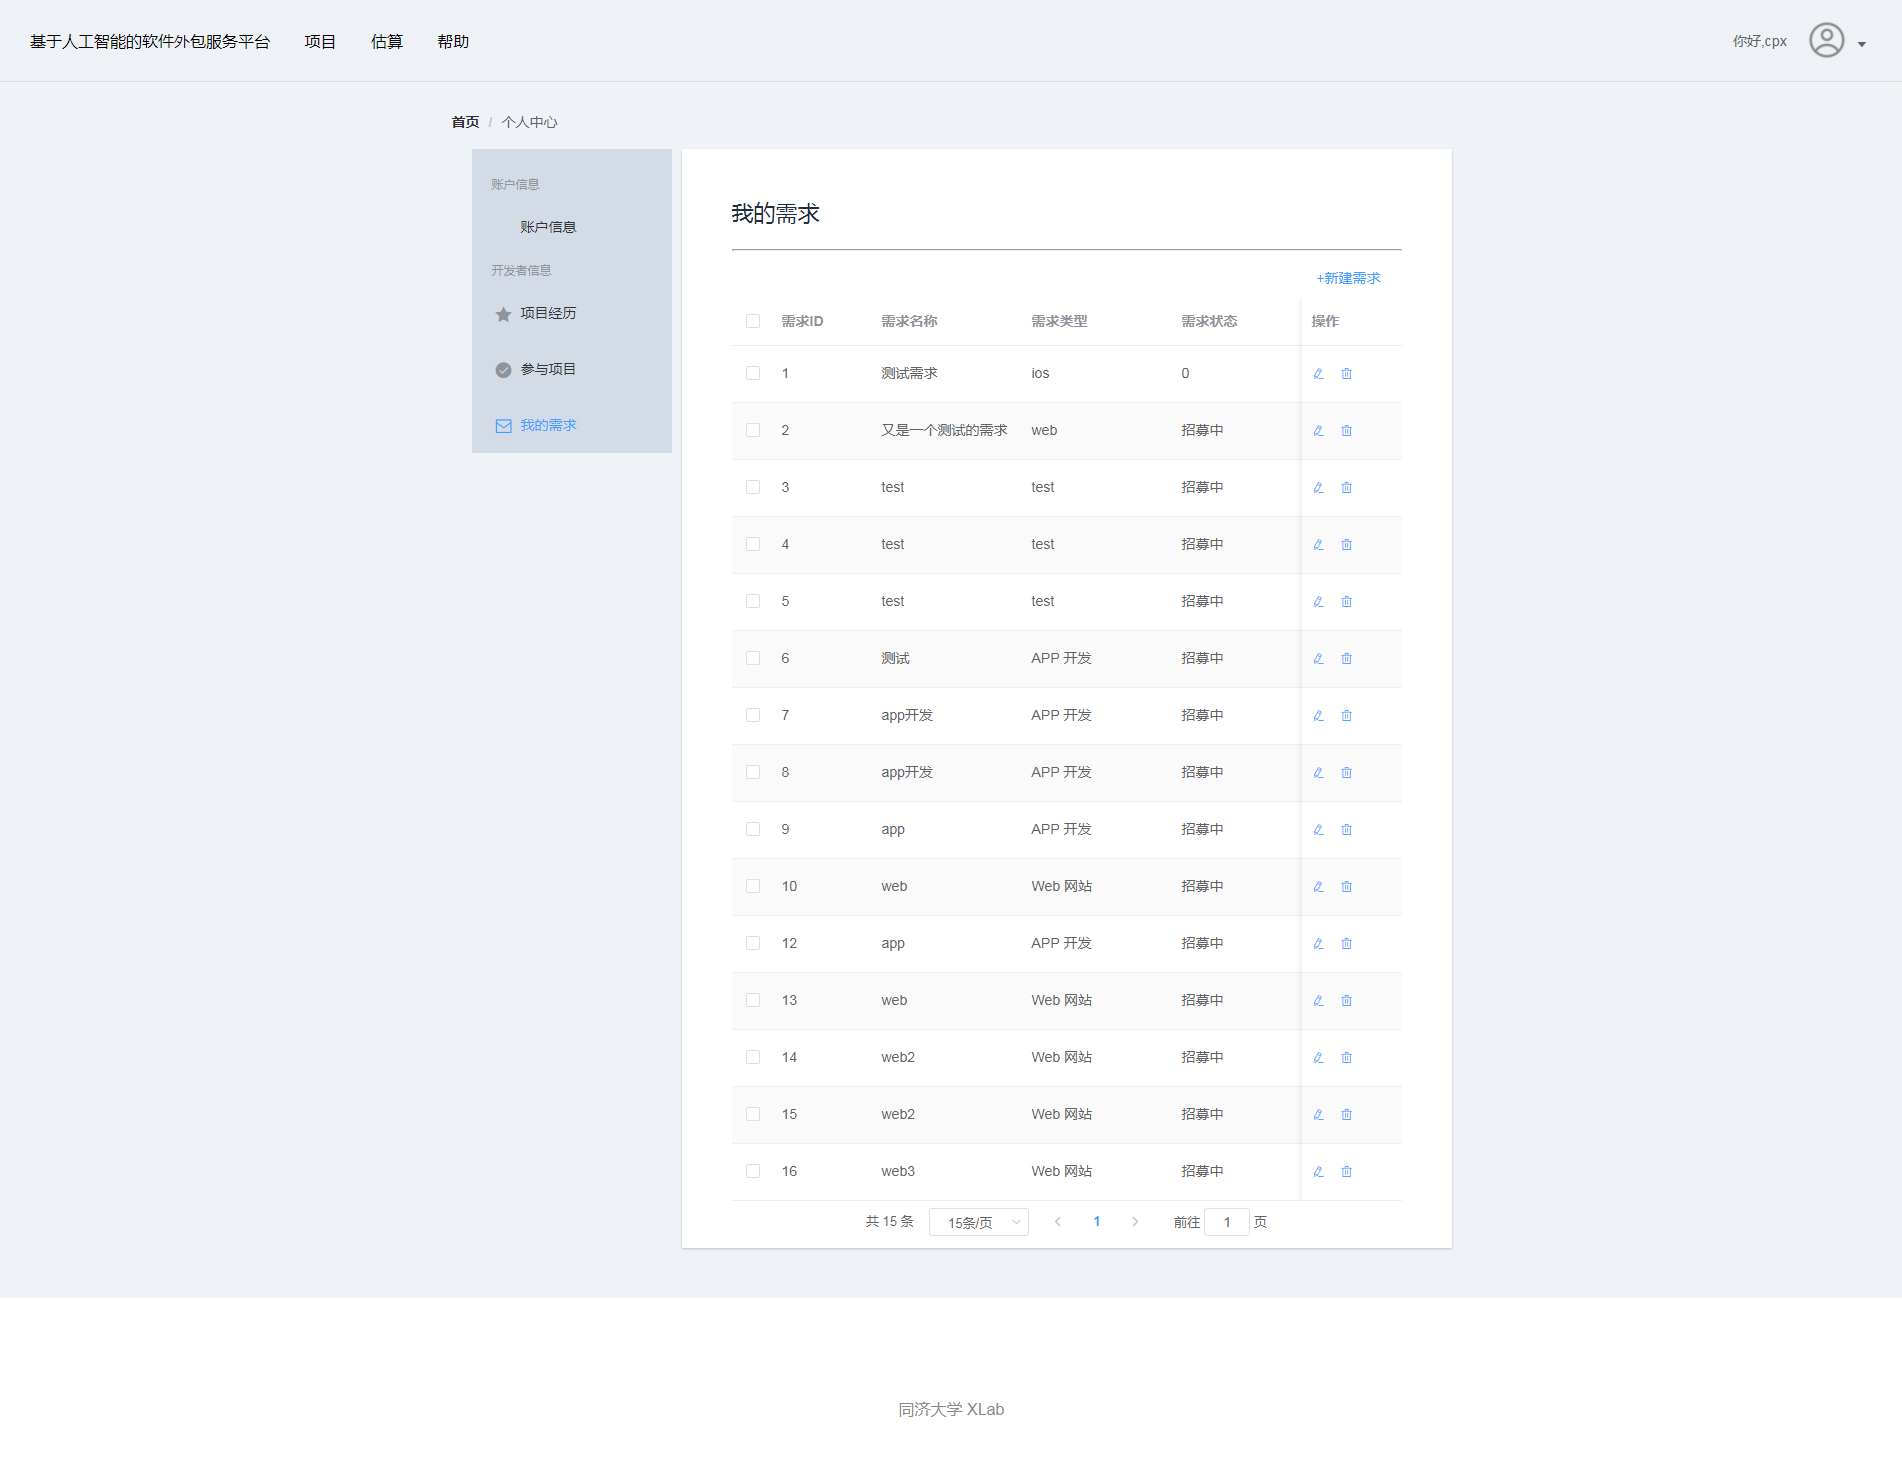 基于人工智能的软件外包服务平台 项目 估算 帮助 你好,cpx
首页 / 个人中心
账户信息
账户信息
开发者信息
项目经历
参与项目
我的需求
我的需求
+新建需求
需求ID 需求名称 需求类型 需求状态 操作
1 测试需求 ios 0
2 又是一个测试的需求 web 招募中
3 test test 招募中
4 test test 招募中
5 test test 招募中
6 测试 APP 开发 招募中
7 app开发 APP 开发 招募中
8 app开发 APP 开发 招募中
9 app APP 开发 招募中
10 web Web 网站 招募中
12 app APP 开发 招募中
13 web Web 网站 招募中
14 web2 Web 网站 招募中
15 web2 Web 网站 招募中
16 web3 Web 网站 招募中
共 15 条 15条/页 1 前往 1 页
同济大学 XLab